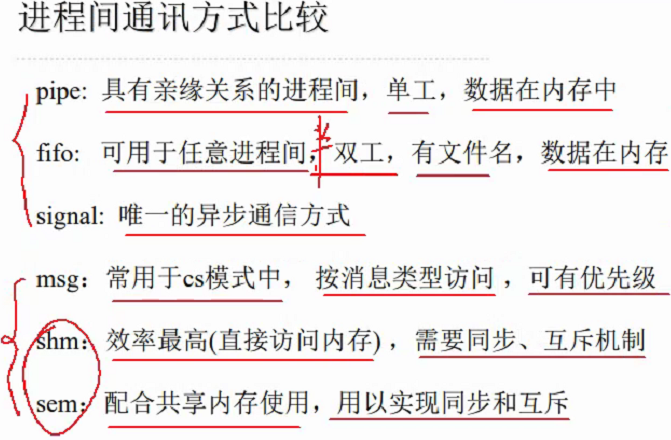 进程间通讯方式比较
pipe: 具有亲缘关系的进程间，单工，数据在内存中
fifo: 可用于任意进程间，半双工，有文件名，数据在内存
signal: 唯一的异步通信方式
msg：常用于cs模式中， 按消息类型访问 ，可有优先级
shm：效率最高(直接访问内存) ，需要同步、互斥机制
sem：配合共享内存使用，用以实现同步和互斥